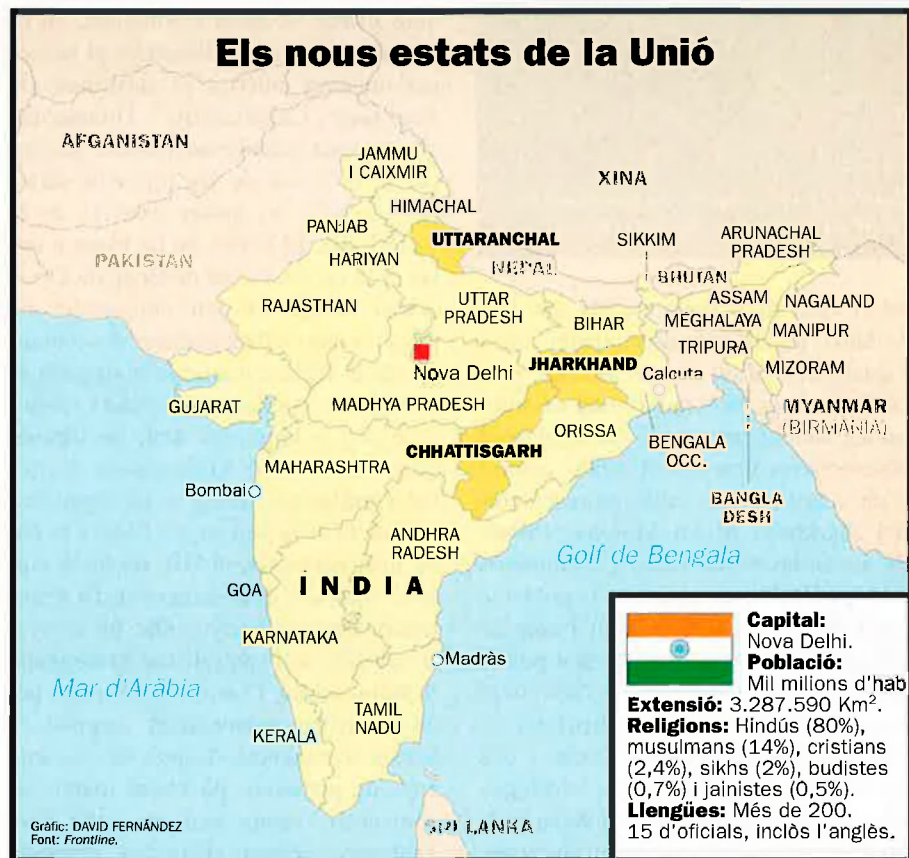 Els nous estats de la Unió
AFGANISTAN
JAMMU
I CAIXMIR
XINA
HIMACHAL
PANJAB
UTTARANCHAL
SIKKIM
ARUNACHAL
PRADESH
PAKISTAN
HARIYAN
NEPAL
BHUTAN
RAJASTHAN
UTTAR
PRADESH
ASSAM
NAGALAND
BIHAR
MEGHALAYA
MANIPUR
TRIPURA
Nova Delhi
JHARKHAND
Calcuta
MIZORAM
GUJARAT
MADHYA PRADESH
MYANMAR
(BIRMANIA)
ORISSA
CHHATTISGARH
BENGALA
OCC.
MAHARASHTRA
Bombai
BANGLA
DESH
ANDHRA
RADESH
Golf de Bengala
INDIA
GOA
KARNATAKA
Madràs
Mar d'Aràbia
TAMIL
NADU
KERALA
SRI LANKA
Capital:
Nova Delhi.
Població:
Mil milions d'hab
Extensió: 3.287.590 Km².
Religions: Hindús (80%),
musulmans (14%), cristians
(2,4%), sikhs (2%), budistes
(0,7%) i jainistes (0,5%).
Llengües: Més de 200.
15 d'oficials, inclòs l'anglès.
Gràfic: DAVID FERNÁNDEZ
Font: Frontline.